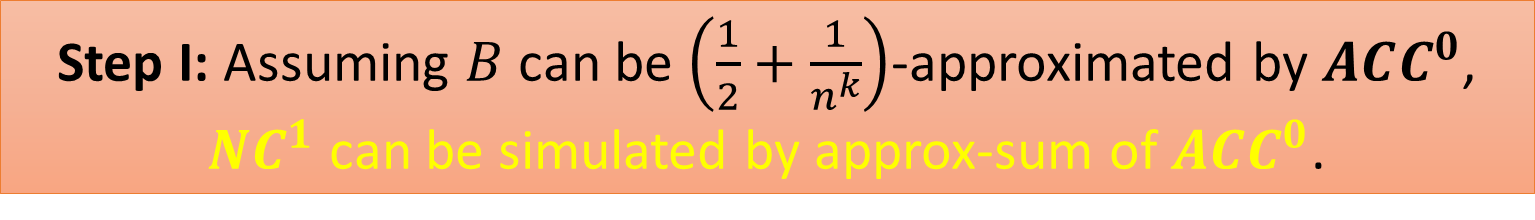 Step I: Assuming B can be (1/2 + 1/n^k)-approximated by ACC^0,
NC^1 can be simulated by approx-sum of ACC^0.